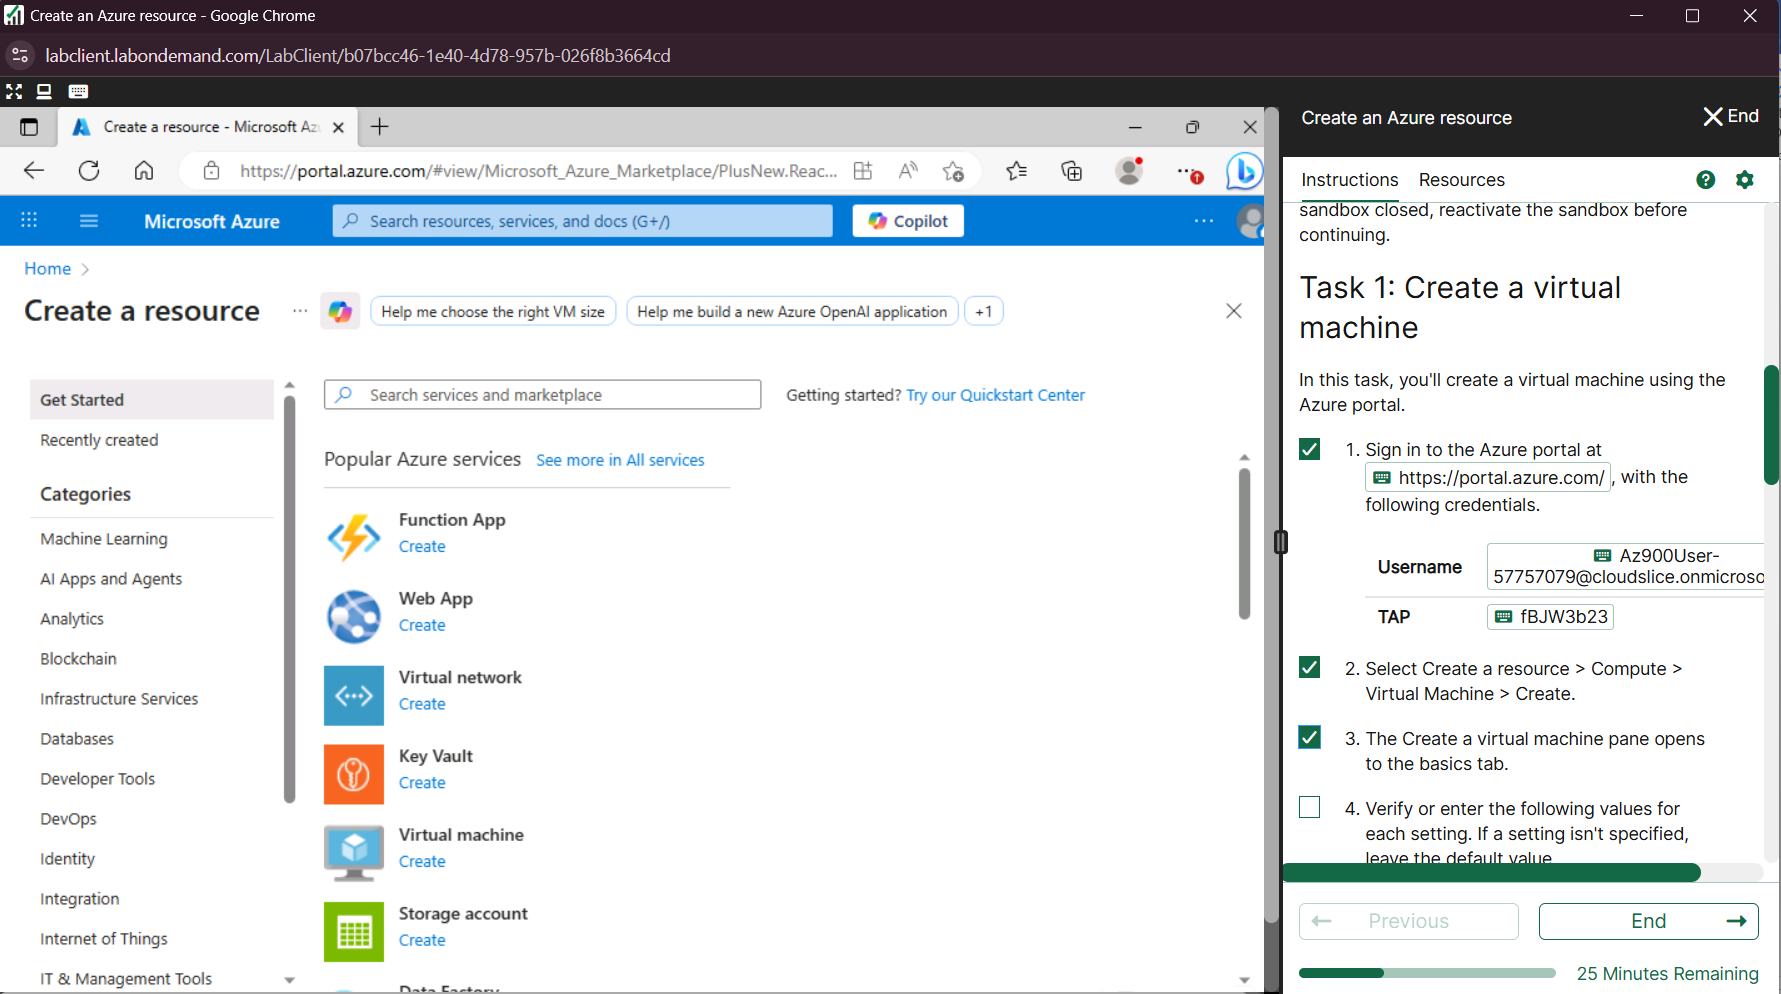 Create an Azure resource - Google Chrome
labclient.labondemand.com/LabClient/b07bcc46-1e40-4d78-957b-026f8b3664cd
Create a resource - Microsoft Az
https://portal.azure.com/#view/Microsoft_Azure_Marketplace/PlusNew.Reac...
Microsoft Azure
Search resources, services, and docs (G+/)
Copilot
Home
Create a resource
Help me choose the right VM size
Help me build a new Azure OpenAI application
+1
Get Started
Recently created
Categories
Machine Learning
AI Apps and Agents
Analytics
Blockchain
Infrastructure Services
Databases
Developer Tools
DevOps
Identity
Integration
Internet of Things
IT & Management Tools
Search services and marketplace
Getting started? Try our Quickstart Center
Popular Azure services See more in All services
Function App
Create
Web App
Create
Virtual network
Create
Key Vault
Create
Virtual machine
Create
Storage account
Create
Data Factory
Create an Azure resource
End
Instructions Resources
sandbox closed, reactivate the sandbox before
continuing.
Task 1: Create a virtual
machine
In this task, you'll create a virtual machine using the
Azure portal.
1. Sign in to the Azure portal at
https://portal.azure.com/ , with the
following credentials.
Username
Az900User-
57757079@cloudslice.onmicroso
TAP fBJW3b23
2. Select Create a resource > Compute >
Virtual Machine > Create.
3. The Create a virtual machine pane opens
to the basics tab.
4. Verify or enter the following values for
each setting. If a setting isn't specified,
leave the default value
Previous
End
25 Minutes Remaining